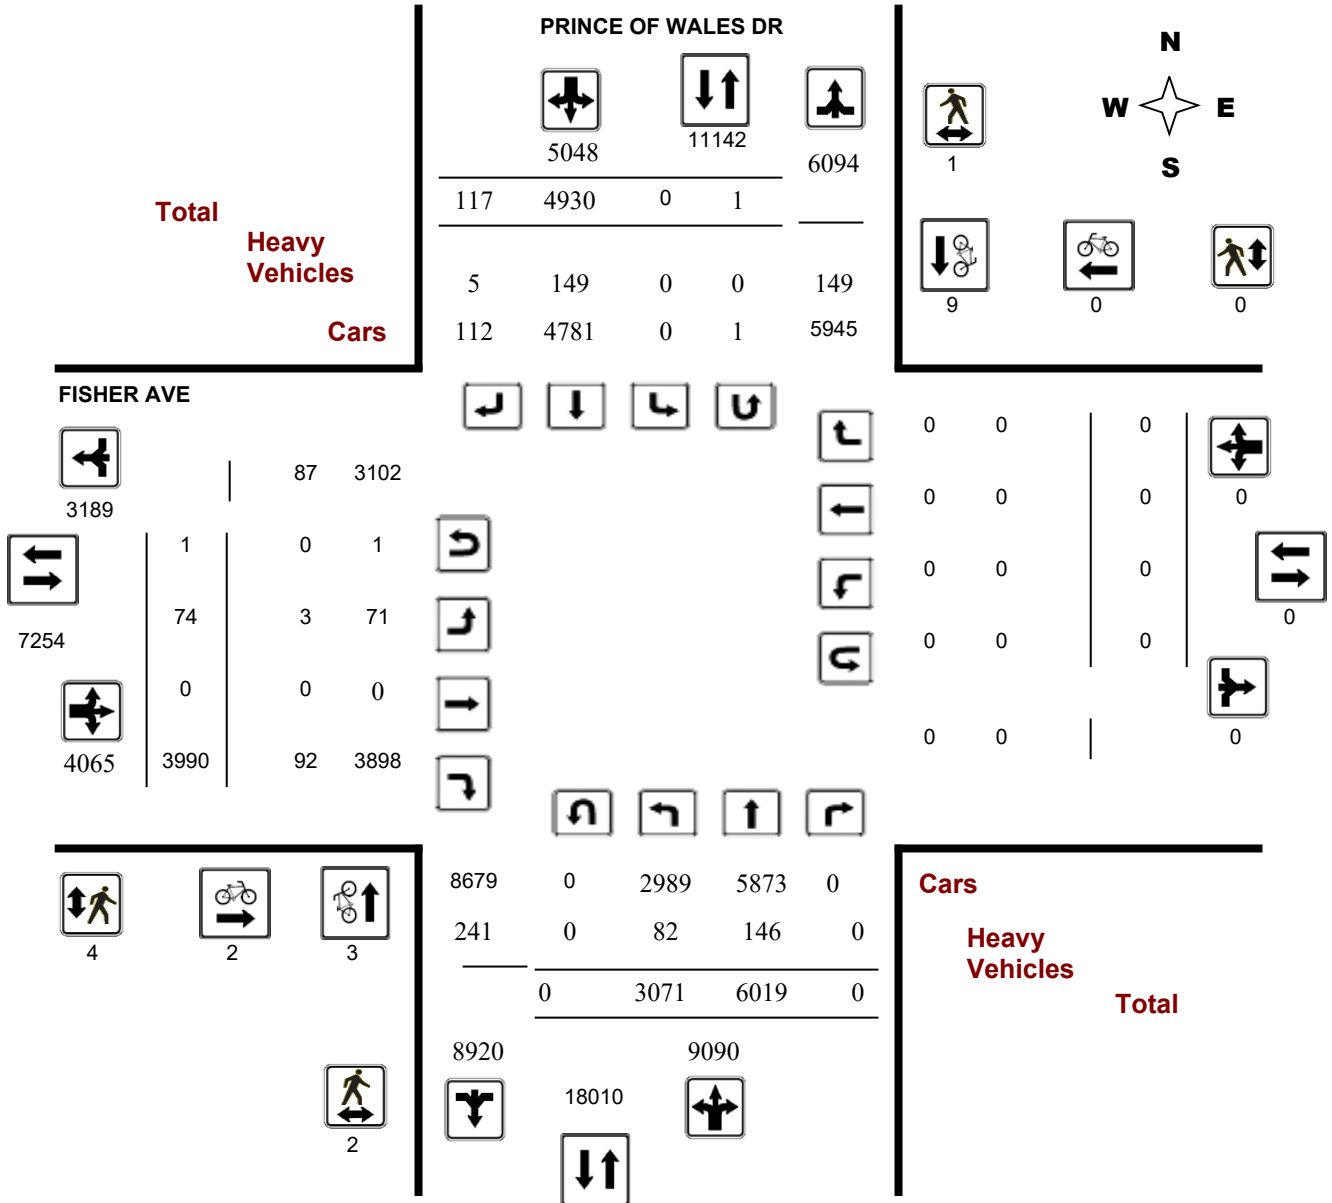 PRINCE OF WALES DR
N
W E
S
5048 11142 6094 1
117 4930 0 1
Total
Heavy
Vehicles
5 149 0 0 149
9 0 0
Cars 112 4781 0 1 5945
FISHER AVE
0 0 0
87 3102
3189 0 0 0 0
1 0 1
0 0 0
74 3 71 0
7254 0 0 0
0 0 0
4065 3990 92 3898 0 0 0
8679 0 2989 5873 0 Cars
241 0 82 146 0 Heavy
Vehicles
4 2 3
0 3071 6019 0 Total
8920 9090
18010
2